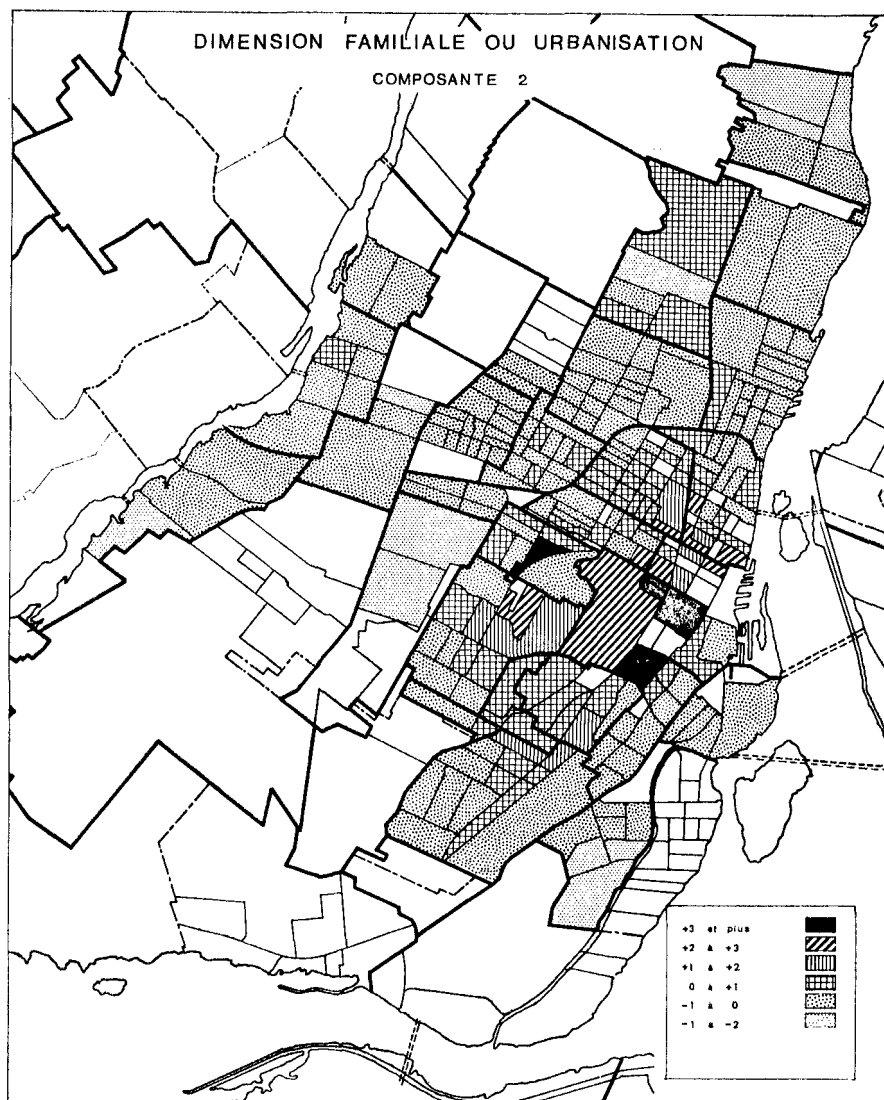 DIMENSION FAMILIALE OU URBANISATION
COMPOSANTE 2
+3 et plus
+2 à +3
+1 à +2
0 à +1
-1 à 0
-1 à -2